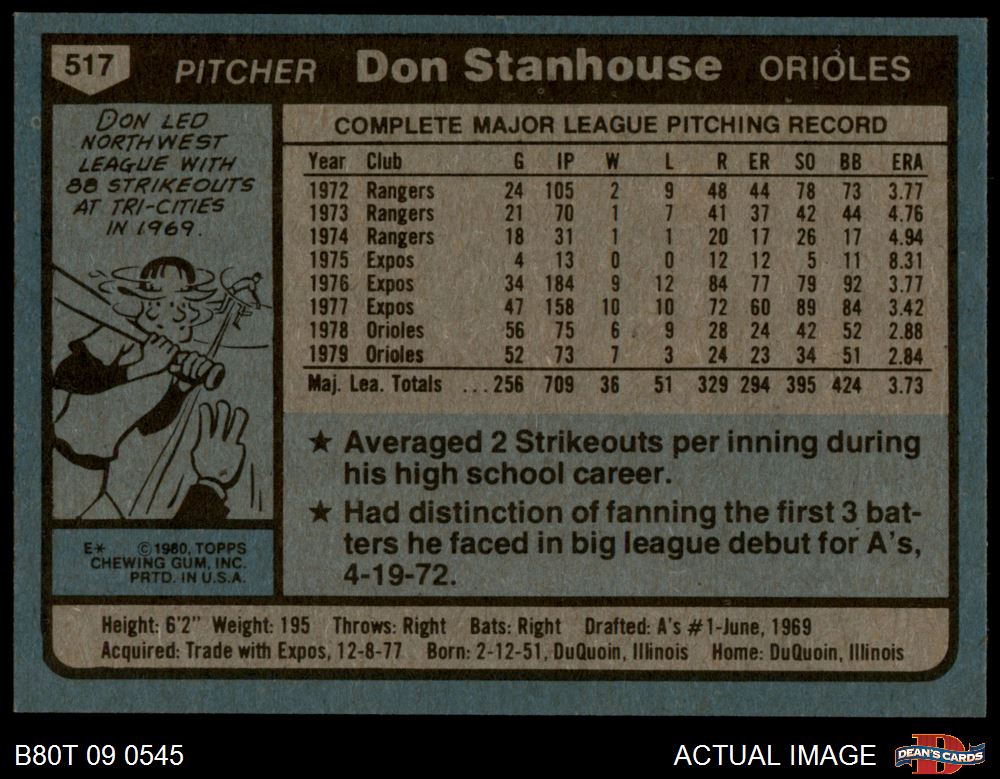 517 PITCHER Don Stanhouse ORIOLES
DON LED
NORTHWEST
LEAGUE WITH
88 STRIKEOUTS
AT TRI-CITIES
IN 1969.
E* © 1980, TOPPS
CHEWING GUM, INC.
PRTD. IN U.S.A.
COMPLETE MAJOR LEAGUE PITCHING RECORD
Year Club G IP W L R ER SO BB ERA
1972 Rangers 24 105 2 9 48 44 78 73 3.77
1973 Rangers 21 70 1 7 41 37 42 44 4.76
1974 Rangers 18 31 1 1 20 17 26 17 4.94
1975 Expos 4 13 0 0 12 12 5 11 8.31
1976 Expos 34 184 9 12 84 77 79 92 3.77
1977 Expos 47 158 10 10 72 60 89 84 3.42
1978 Orioles 56 75 6 9 28 24 42 52 2.88
1979 Orioles 52 73 7 3 24 23 34 51 2.84
Maj. Lea. Totals ...256 709 36 51 329 294 395 424 3.73
★ Averaged 2 Strikeouts per inning during
his high school career.
★ Had distinction of fanning the first 3 bat-
ters he faced in big league debut for A's,
4-19-72.
Height: 6'2" Weight: 195 Throws: Right Bats: Right Drafted: A's #1-June, 1969
Acquired: Trade with Expos, 12-8-77 Born: 2-12-51, DuQuoin, Illinois Home: DuQuoin, Illinois
B80T 09 0545 ACTUAL IMAGE DEAN'S CARDS